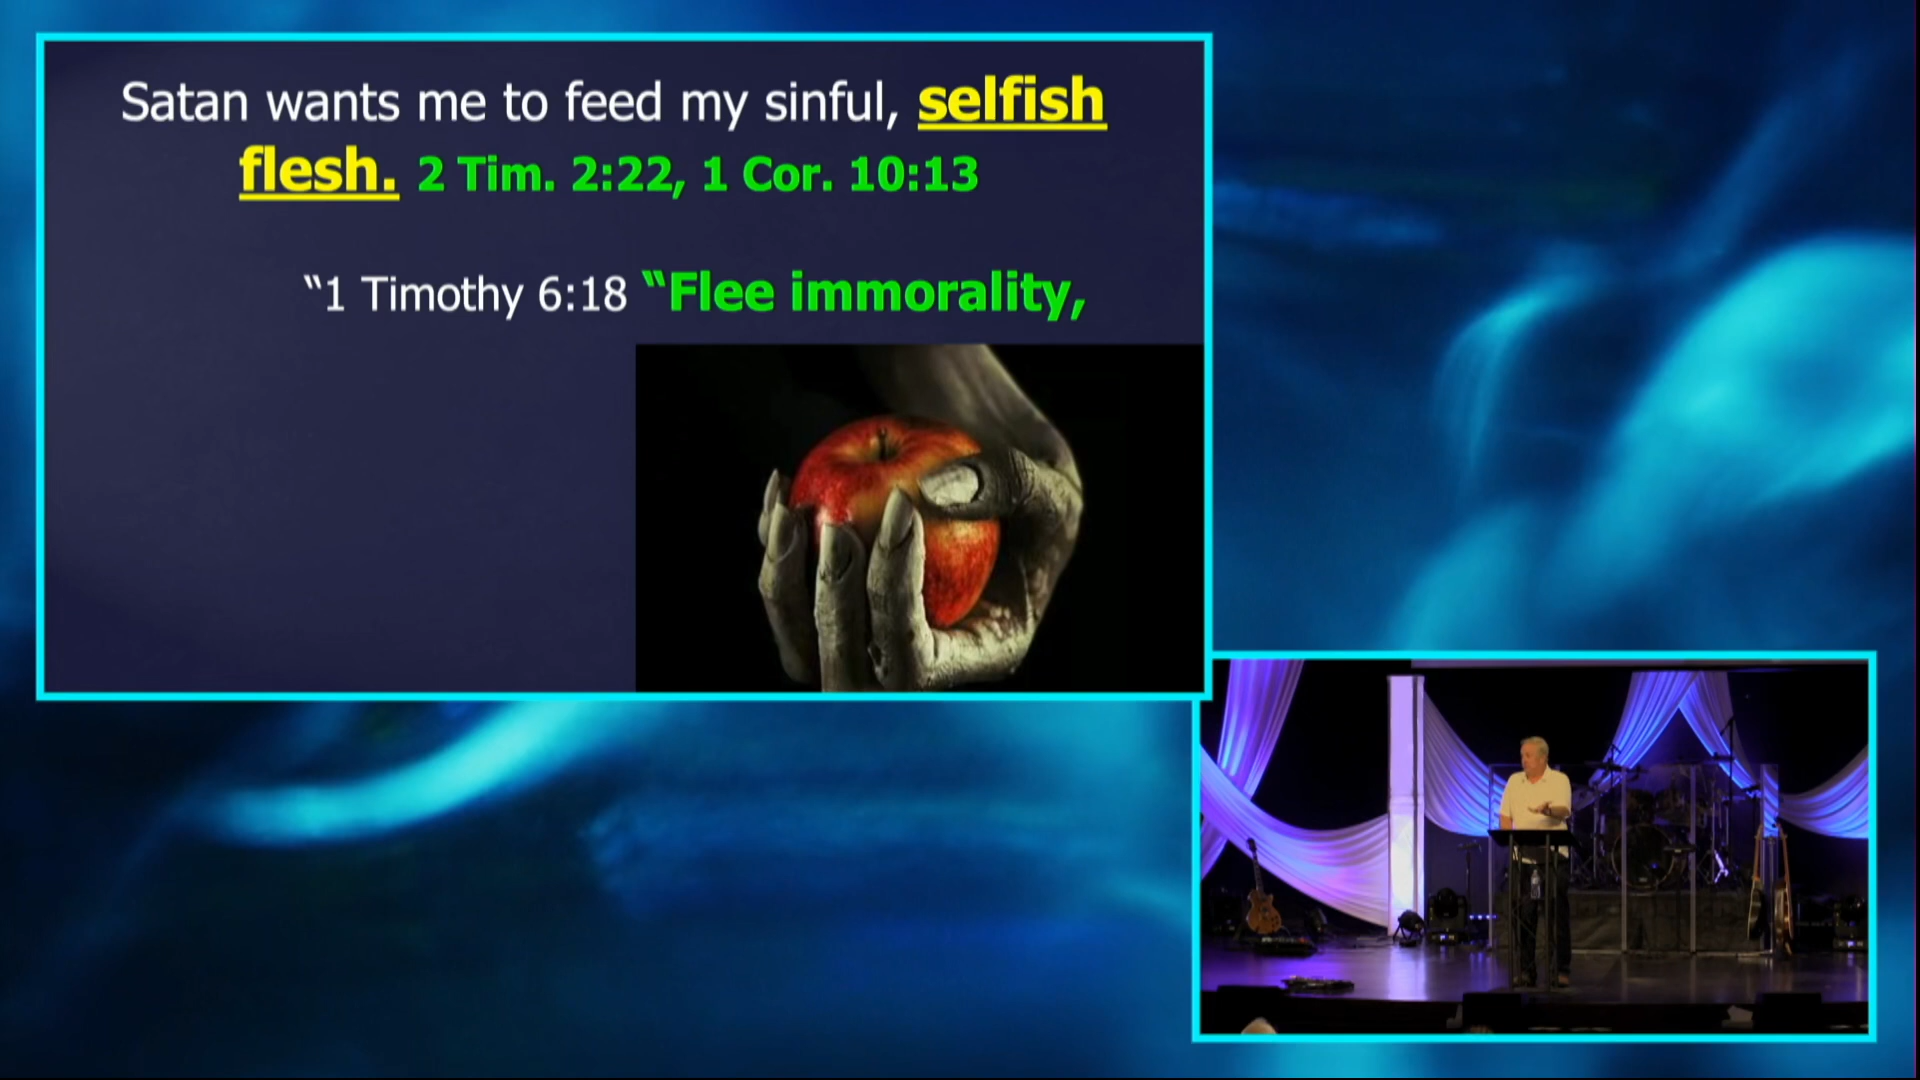 Satan wants me to feed my sinful, selfish
flesh. 2 Tim. 2:22, 1 Cor. 10:13
“1 Timothy 6:18 “Flee immorality,